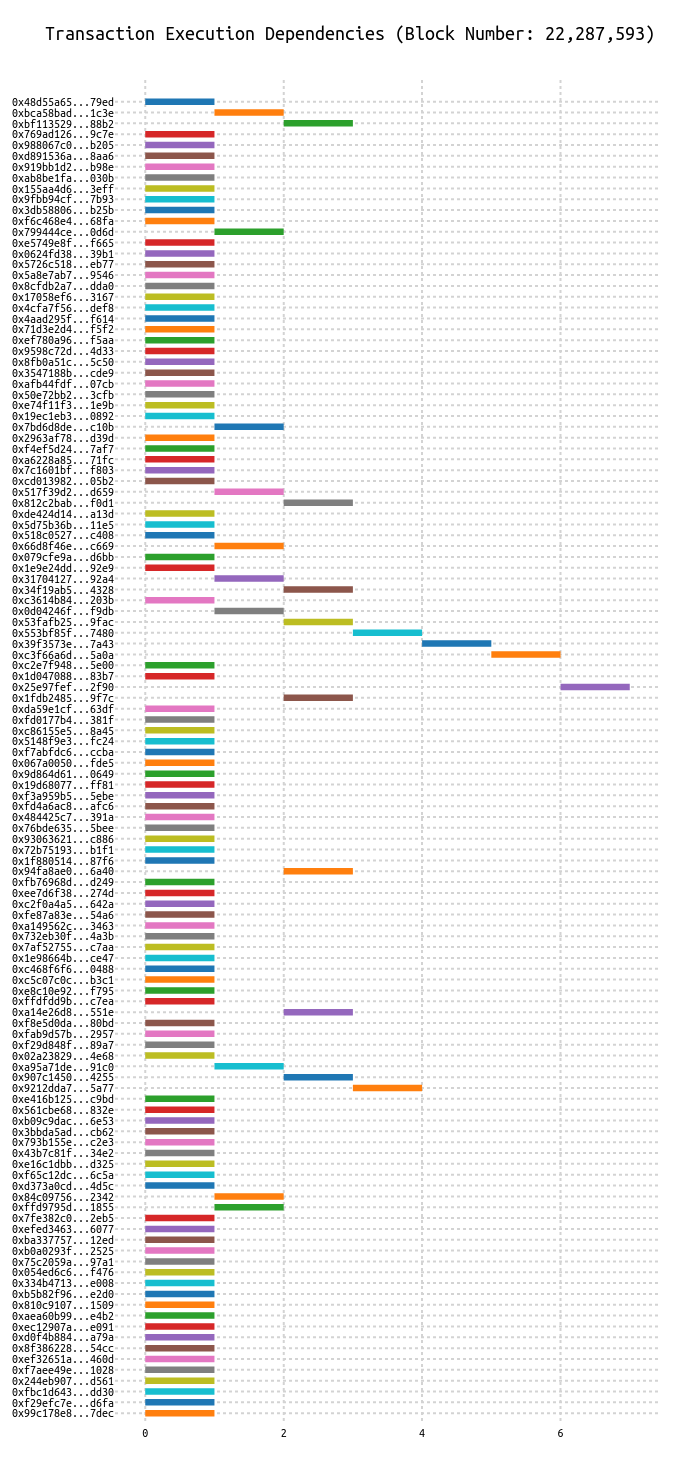 Transaction Execution Dependencies (Block Number: 22,287,593)
0x48d55a65...79ed
0xbca58bad...1c3e
0xbf113529...88b2
0x769ad126...9c7e
0x988067c0...b205
0xd891536a...8aa6
0x919bb1d2...b98e
0xab8be1fa...030b
0x155aa4d6...3eff
0x9fbb94cf...7b93
0x3db58806...b25b
0xf6c468e4...68fa
0x799444ce...0d6d
0xe5749e8f...f665
0x0624fd38...39b1
0x5726c518...eb77
0x5a8e7ab7...9546
0x8cfdb2a7...dda0
0x17058ef6...3167
0x4cfa7f56...def8
0x4aad295f...f614
0x71d3e2d4...f5f2
0xef780a96...f5aa
0x9598c72d...4d33
0x8fb0a51c...5c50
0x3547188b...cde9
0xafb44fdf...07cb
0x50e72bb2...3cfb
0xe74f11f3...1e9b
0x19ec1eb3...0892
0x7bd6d8de...c10b
0x2963af78...d39d
0xf4ef5d24...7af7
0xa6228a85...71fc
0x7c1601bf...f803
0xcd013982...05b2
0x517f39d2...d659
0x812c2bab...f0d1
0xde424d14...a13d
0x5d75b36b...11e5
0x518c0527...c408
0x66d8f46e...c669
0x079cfe9a...d6bb
0x1e9e24dd...92e9
0x31704127...92a4
0x34f19ab5...4328
0xc3614b84...203b
0x0d04246f...f9db
0x53fafb25...9fac
0x553bf85f...7480
0x39f3573e...7a43
0xc3f66a6d...5a0a
0xc2e7f948...5e00
0x1d047088...83b7
0x25e97fef...2f90
0x1fdb2485...9f7c
0xda59e1cf...63df
0xfd0177b4...381f
0xc86155e5...8a45
0x5148f9e3...fc24
0xf7abfdc6...ccba
0x067a0050...fde5
0x9d864d61...0649
0x19d68077...ff81
0xf3a959b5...5ebe
0xfd4a6ac8...afc6
0x484425c7...391a
0x76bde635...5bee
0x93063621...c886
0x72b75193...b1f1
0x1f880514...87f6
0x94fa8ae0...6a40
0xfb76968d...d249
0xee7d6f38...274d
0xc2f0a4a5...642a
0xfe87a83e...54a6
0xa149562c...3463
0x732eb30f...4a3b
0x7af52755...c7aa
0x1e98664b...ce47
0xc468f6f6...0488
0xc5c07c0c...b3c1
0xe8c10e92...f795
0xffdfdd9b...c7ea
0xa14e26d8...551e
0xf8e5d0da...80bd
0xfab9d57b...2957
0xf29d848f...89a7
0x02a23829...4e68
0xa95a71de...91c0
0x907c1450...4255
0x9212dda7...5a77
0xe416b125...c9bd
0x561cbe68...832e
0xb09c9dac...6e53
0x3bbda5ad...cb62
0x793b155e...c2e3
0x43b7c81f...34e2
0xe16c1dbb...d325
0xf65c12dc...6c5a
0xd373a0cd...4d5c
0x84c09756...2342
0xffd9795d...1855
0x7fe382c0...2eb5
0xefed3463...6077
0xba337757...12ed
0xb0a0293f...2525
0x75c2059a...97a1
0x054ed6c6...f476
0x334b4713...e008
0xb5b82f96...e2d0
0x810c9107...1509
0xaea60b99...e4b2
0xec12907a...e091
0xd0f4b884...a79a
0x8f386228...54cc
0xef32651a...460d
0xf7aee49e...1028
0x244eb907...d561
0xfbc1d643...dd30
0xf29efc7e...d6fa
0x99c178e8...7dec
0 2 4 6